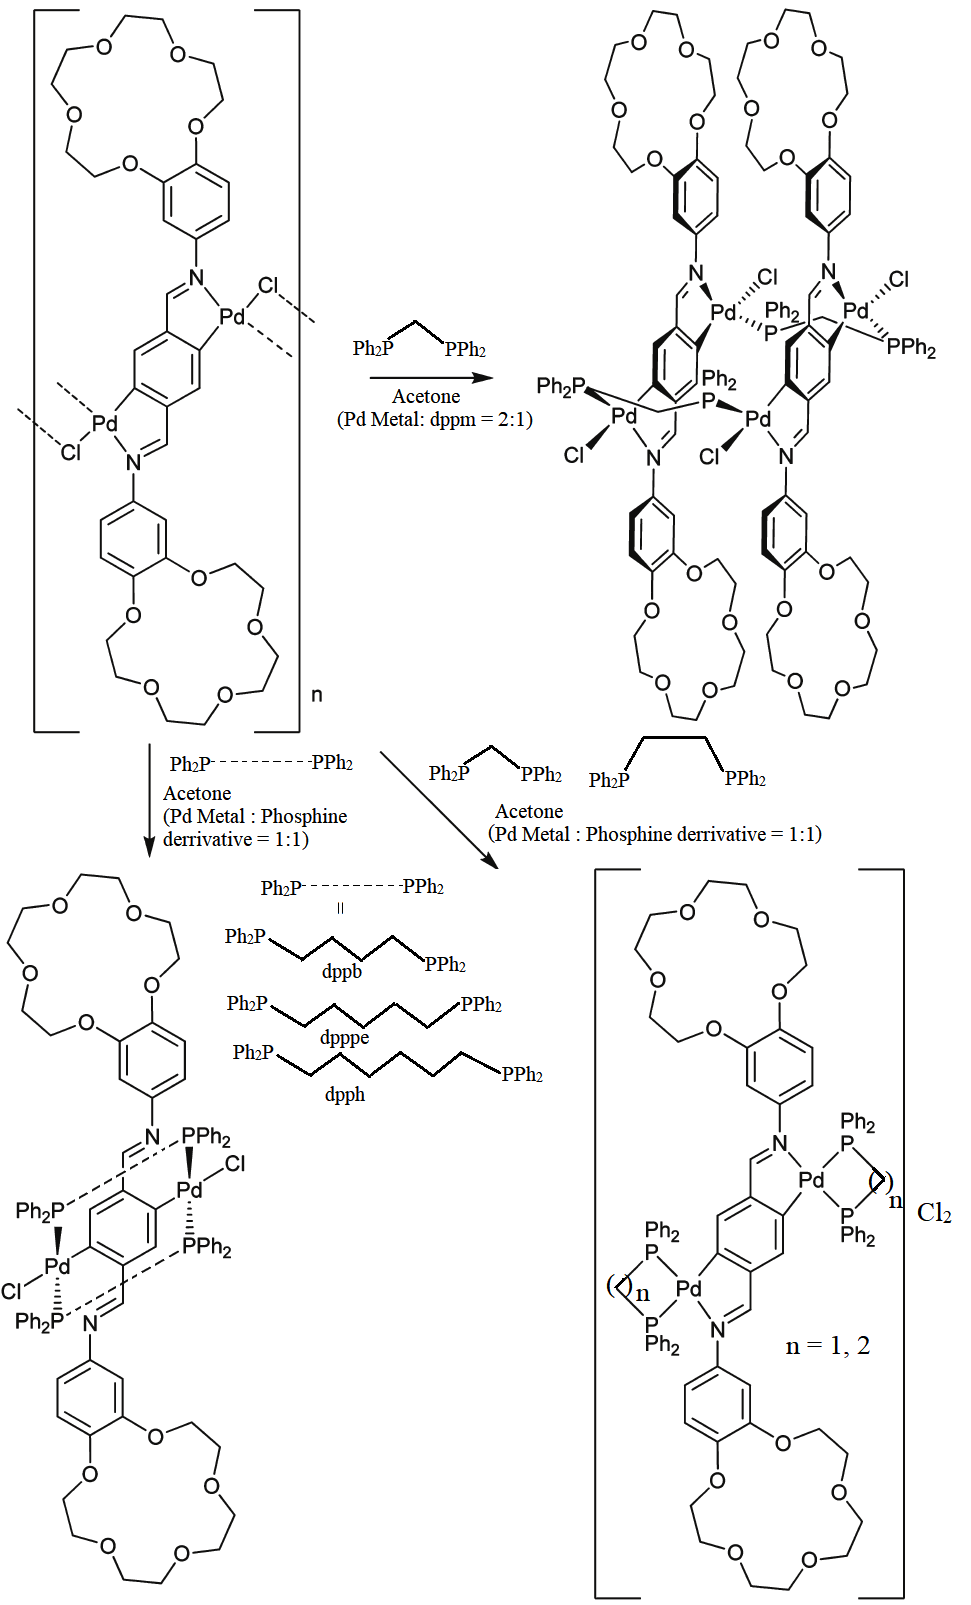 O
O
O
O
O
N
Cl
Pd
Pd
Cl
N
O
O
O
O
O
n
Ph2P PPh2
Acetone
(Pd Metal: dppm = 2:1)
O O
O O
O O
O O
O O
N N
Cl Cl
Pd Ph2 Pd
P PPh2
Ph2P Ph2
P
Pd Pd
Cl Cl
N N
O O
O O
O O
O O
O O
Ph2P PPh2
Acetone
(Pd Metal : Phosphine
derrivative = 1:1)
Ph2P PPh2
Ph2P PPh2
Acetone
(Pd Metal : Phosphine derrivative = 1:1)
Ph2P PPh2
=
Ph2P PPh2
dppb
Ph2P PPh2
dpppe
Ph2P PPh2
dpph
O
O
O
O
O
N
PPh2
Cl
Pd
Ph2P
PPh2
Pd
Cl
Ph2P
N
O
O
O
O
O
O
O
O
O
O
N
Ph2
P
Pd
( )n
P
Ph2
Ph2
P
( )n
Pd
P
Ph2
N
O
O
O
O
O
Cl2
n = 1, 2